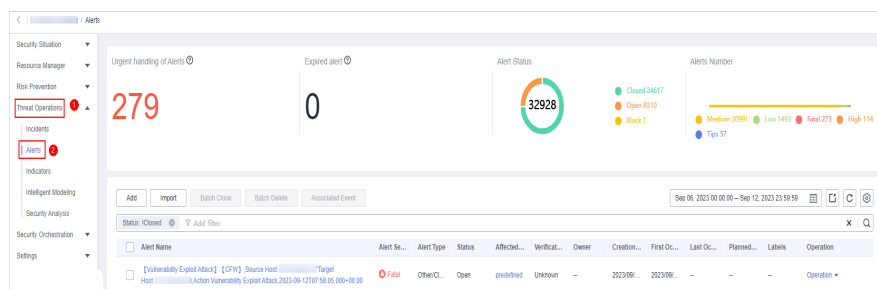 / Alerts
Security Situation
Resource Manager
Risk Prevention
Threat Operations 1
Incidents
Alerts 2
Indicators
Intelligent Modeling
Security Analysis
Security Orchestration
Settings
Urgent handling of Alerts
279
Expired alert
0
Alert Status
32928
Closed 24617
Open 8310
Block 1
Alerts Number
Medium 30991 Low 1493 Fatal 273 High 114
Tips 57
Add Import Batch Close Batch Delete Associated Event
Sep 06, 2023 00:00:00 – Sep 12, 2023 23:59:59
Status: !Closed Add filter
Alert Name Alert Se... Alert Type Status Affected... Verificat... Owner Creation... First Oc... Last Oc... Planned... Labels Operation
【Vulnerability Exploit Attack】【CFW】,Source Host: Target Fatal Other/Cl... Open predefined Unknown -- 2023/09/... 2023/09/... -- -- -- Operation
Host: ),Action:Vulnerability Exploit Attack,2023-09-12T07:58:05.000+08:00